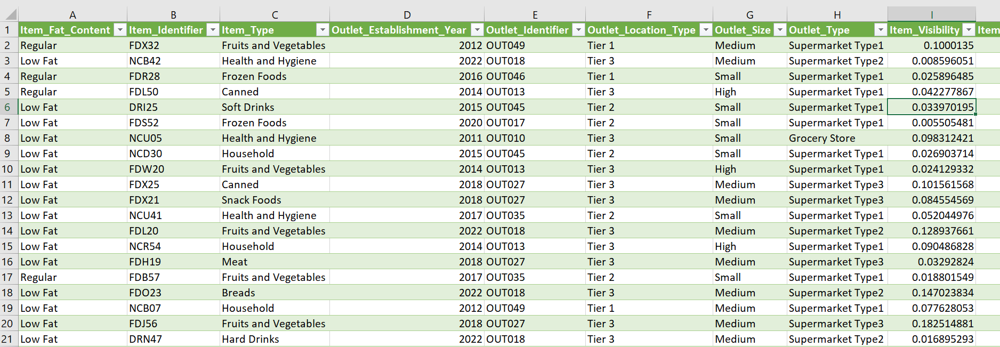 A B C D E F G H I
1 Item_Fat_Content Item_Identifier Item_Type Outlet_Establishment_Year Outlet_Identifier Outlet_Location_Type Outlet_Size Outlet_Type Item_Visibility Item
2 Regular FDX32 Fruits and Vegetables 2012 OUT049 Tier 1 Medium Supermarket Type1 0.1000135
3 Low Fat NCB42 Health and Hygiene 2022 OUT018 Tier 3 Medium Supermarket Type2 0.008596051
4 Regular FDR28 Frozen Foods 2016 OUT046 Tier 1 Small Supermarket Type1 0.025896485
5 Regular FDL50 Canned 2014 OUT013 Tier 3 High Supermarket Type1 0.042277867
6 Low Fat DRI25 Soft Drinks 2015 OUT045 Tier 2 Small Supermarket Type1 0.033970195
7 Low Fat FDS52 Frozen Foods 2020 OUT017 Tier 2 Small Supermarket Type1 0.005505481
8 Low Fat NCU05 Health and Hygiene 2011 OUT010 Tier 3 Small Grocery Store 0.098312421
9 Low Fat NCD30 Household 2015 OUT045 Tier 2 Small Supermarket Type1 0.026903714
10 Low Fat FDW20 Fruits and Vegetables 2014 OUT013 Tier 3 High Supermarket Type1 0.024129332
11 Low Fat FDX25 Canned 2018 OUT027 Tier 3 Medium Supermarket Type3 0.101561568
12 Low Fat FDX21 Snack Foods 2018 OUT027 Tier 3 Medium Supermarket Type3 0.084554569
13 Low Fat NCU41 Health and Hygiene 2017 OUT035 Tier 2 Small Supermarket Type1 0.052044976
14 Low Fat FDL20 Fruits and Vegetables 2022 OUT018 Tier 3 Medium Supermarket Type2 0.128937661
15 Low Fat NCR54 Household 2014 OUT013 Tier 3 High Supermarket Type1 0.090486828
16 Low Fat FDH19 Meat 2018 OUT027 Tier 3 Medium Supermarket Type3 0.03292824
17 Regular FDB57 Fruits and Vegetables 2017 OUT035 Tier 2 Small Supermarket Type1 0.018801549
18 Low Fat FDO23 Breads 2022 OUT018 Tier 3 Medium Supermarket Type2 0.147023834
19 Low Fat NCB07 Household 2012 OUT049 Tier 1 Medium Supermarket Type1 0.077628053
20 Low Fat FDJ56 Fruits and Vegetables 2018 OUT027 Tier 3 Medium Supermarket Type3 0.182514881
21 Low Fat DRN47 Hard Drinks 2022 OUT018 Tier 3 Medium Supermarket Type2 0.016895293